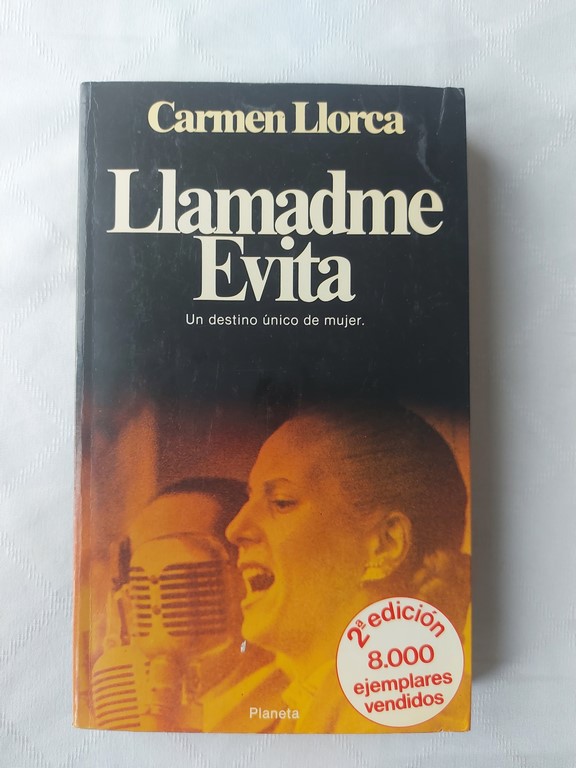 Carmen Llorca
Llamadme
Evita
Un destino único de mujer.
2ª edición
8.000
ejemplares
vendidos
Planeta